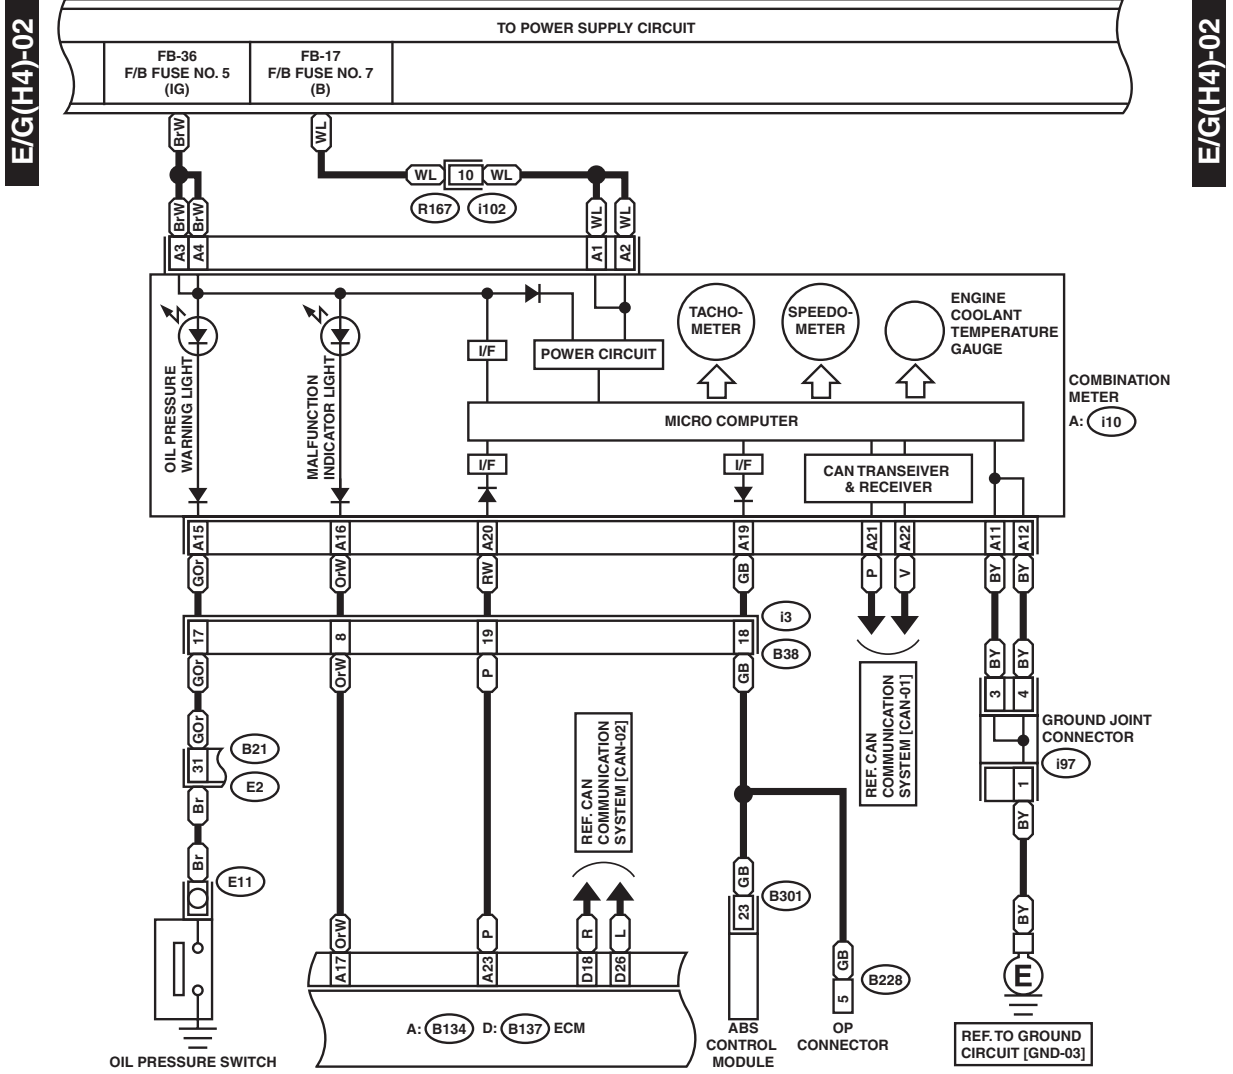 E/G(H4)-02
E/G(H4)-02
TO POWER SUPPLY CIRCUIT
FB-36
F/B FUSE NO. 5
(IG)
FB-17
F/B FUSE NO. 7
(B)
BrW
WL
WL 10 WL
R167 i102
BrW BrW WL WL
A3 A4 A1 A2
OIL PRESSURE
WARNING LIGHT
MALFUNCTION
INDICATOR LIGHT
I/F
POWER CIRCUIT
TACHO-
METER
SPEEDO-
METER
ENGINE
COOLANT
TEMPERATURE
GAUGE
COMBINATION
METER
A: i10
MICRO COMPUTER
I/F
I/F
CAN TRANSEIVER
& RECEIVER
A15 A16 A20 A19 A21 A22 A11 A12
GOr OrW RW GB P V BY BY
i3
17 8 19 18
B38
GOr OrW P GB
BY BY
3 4
GOr
31
B21
E2
Br
Br
E11
REF. CAN
COMMUNICATION
SYSTEM [CAN-02]
REF. CAN
COMMUNICATION
SYSTEM [CAN-01]
GROUND JOINT
CONNECTOR
i97
1
BY
BY
E
REF. TO GROUND
CIRCUIT [GND-03]
GB
23
B301
OrW P R L
A17 A23 D18 D26
GB
5
B228
A: B134 D: B137 ECM
ABS
CONTROL
MODULE
OP
CONNECTOR
OIL PRESSURE SWITCH